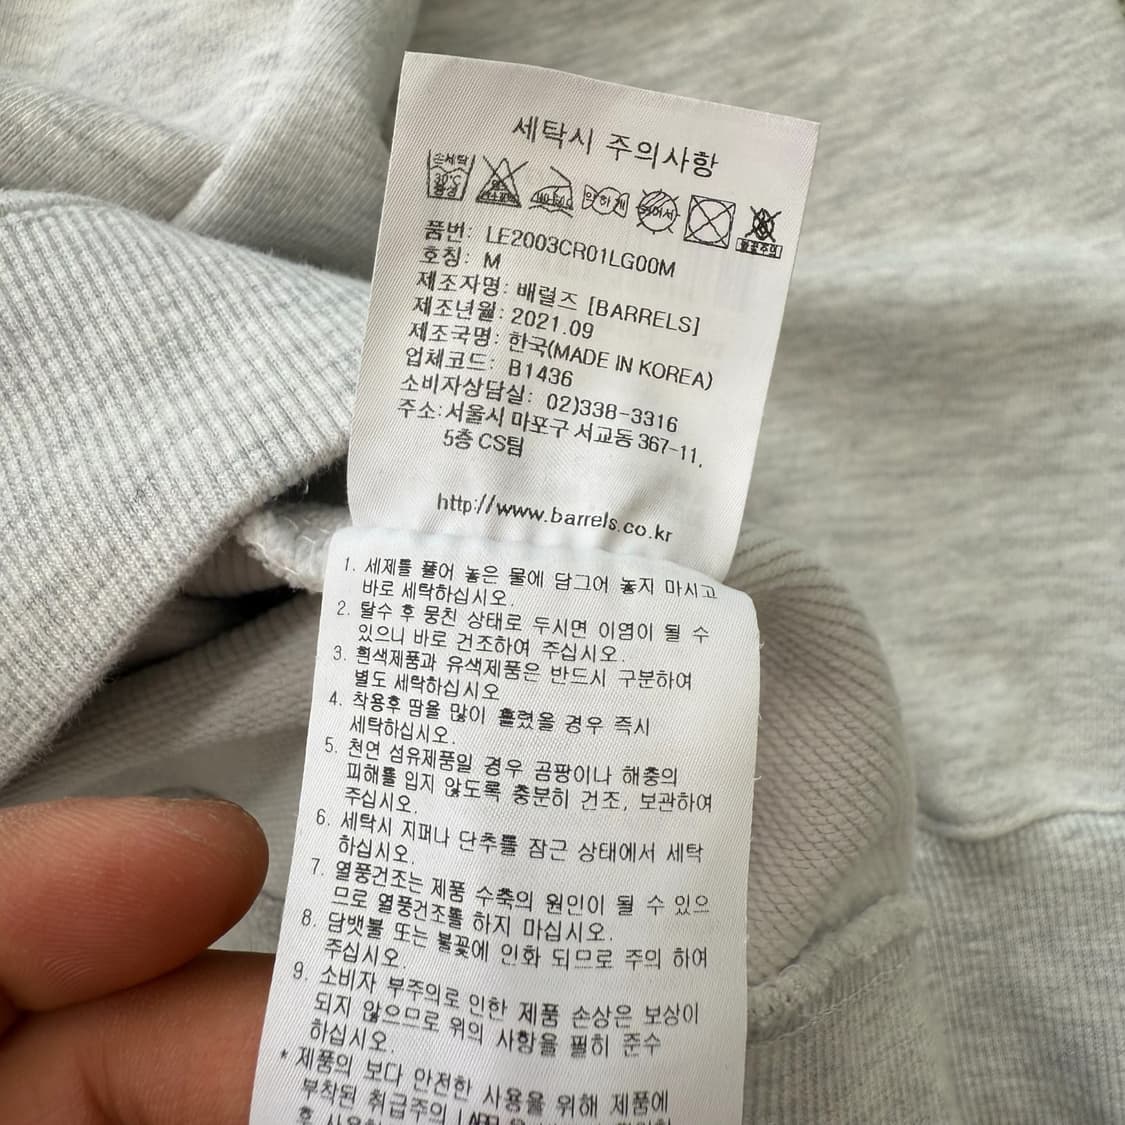 세탁시 주의사항
손세탁
30℃
중성
약하게
품번: LE2003CR01LG00M
호칭: M
제조자명: 배럴즈 [BARRELS]
제조년월: 2021.09
제조국명: 한국(MADE IN KOREA)
업체코드: B1436
소비자상담실: 02)338-3316
주소: 서울시 마포구 서교동 367-11,
5층 CS팀
http://www.barrels.co.kr
1. 세제를 풀어 놓은 물에 담그어 놓지 마시고
바로 세탁하십시오.
2. 탈수 후 뭉친 상태로 두시면 이염이 될 수
있으니 바로 건조하여 주십시오.
3. 흰색제품과 유색제품은 반드시 구분하여
별도 세탁하십시오
4. 착용후 땀을 많이 흘렸을 경우 즉시
세탁하십시오.
5. 천연 섬유제품일 경우 곰팡이나 해충의
피해를 입지 않도록 충분히 건조, 보관하여
주십시오.
6. 세탁시 지퍼나 단추를 잠근 상태에서 세탁
하십시오.
7. 열풍건조는 제품 수축의 원인이 될 수 있으
므로 열풍건조를 하지 마십시오.
8. 담뱃불 또는 불꽃에 인화 되므로 주의 하여
주십시오.
9. 소비자 부주의로 인한 제품 손상은 보상이
되지 않으므로 위의 사항을 필히 준수
하십시오.
* 제품의 보다 안전한 사용을 위해 제품에
부착된 취급주의